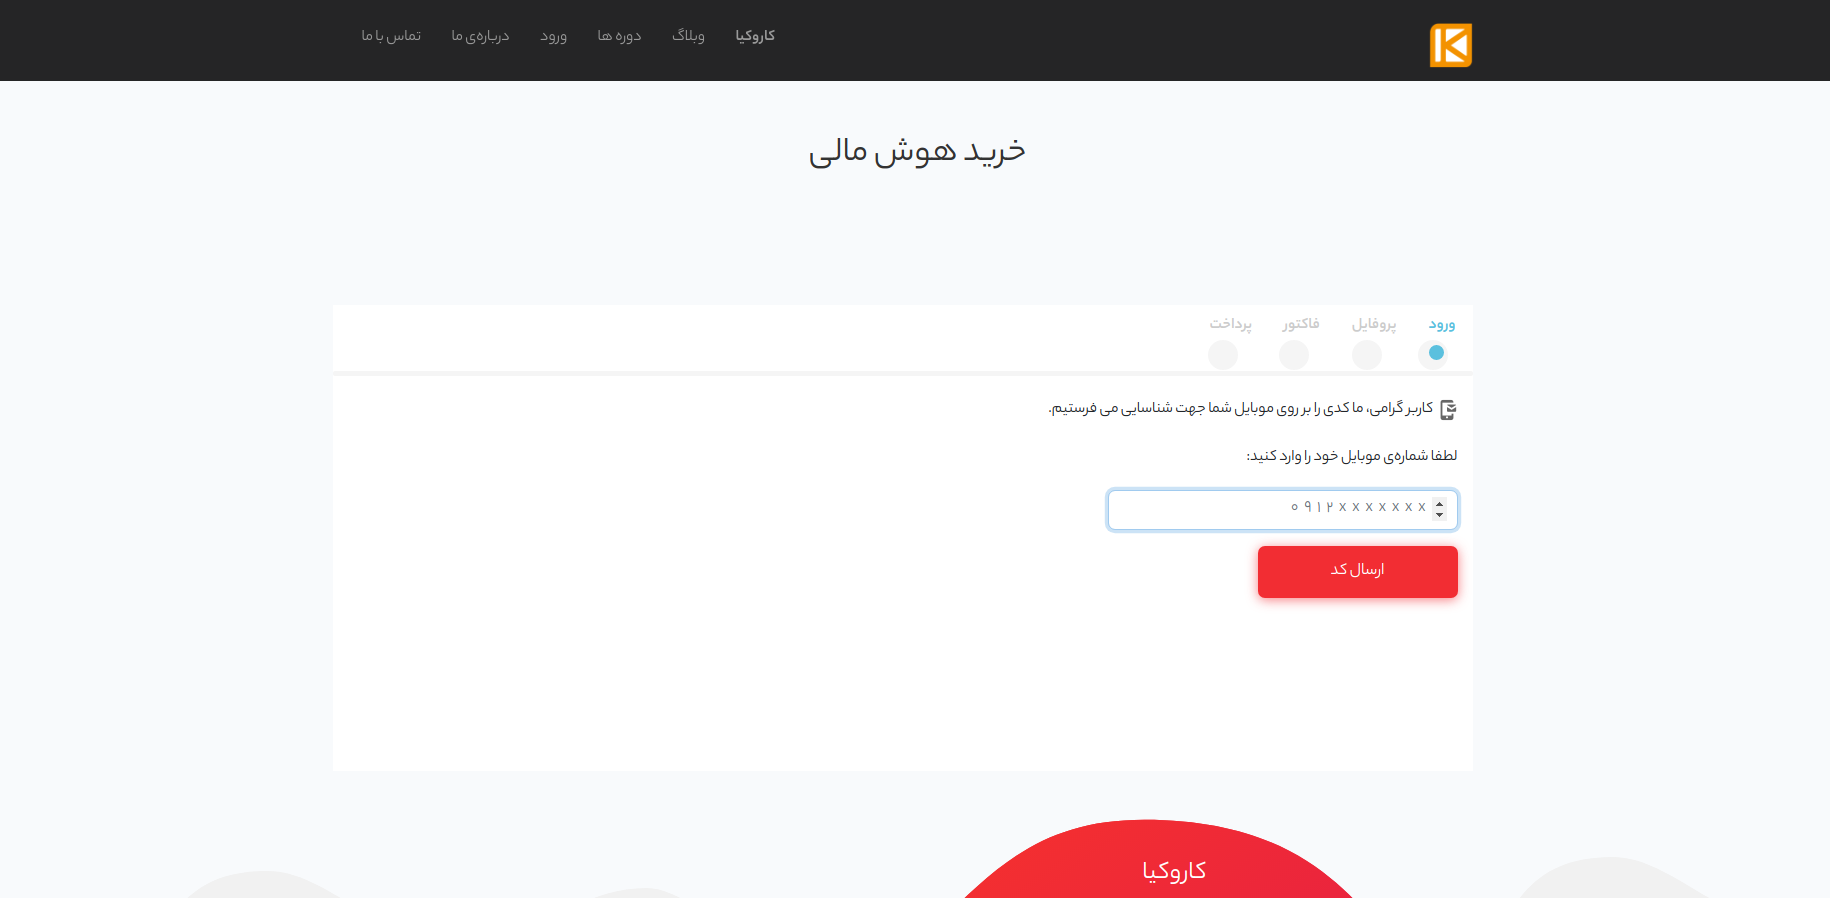 کاروکیا وبلاگ دوره ها ورود درباره‌ی ما تماس با ما
خرید هوش مالی
ورود پروفایل فاکتور پرداخت
کاربر گرامی، ما کدی را بر روی موبایل شما جهت شناسایی می فرستیم.
لطفا شماره‌ی موبایل خود را وارد کنید:
۰۹۱۲xxxxxxx
ارسال کد
کاروکیا